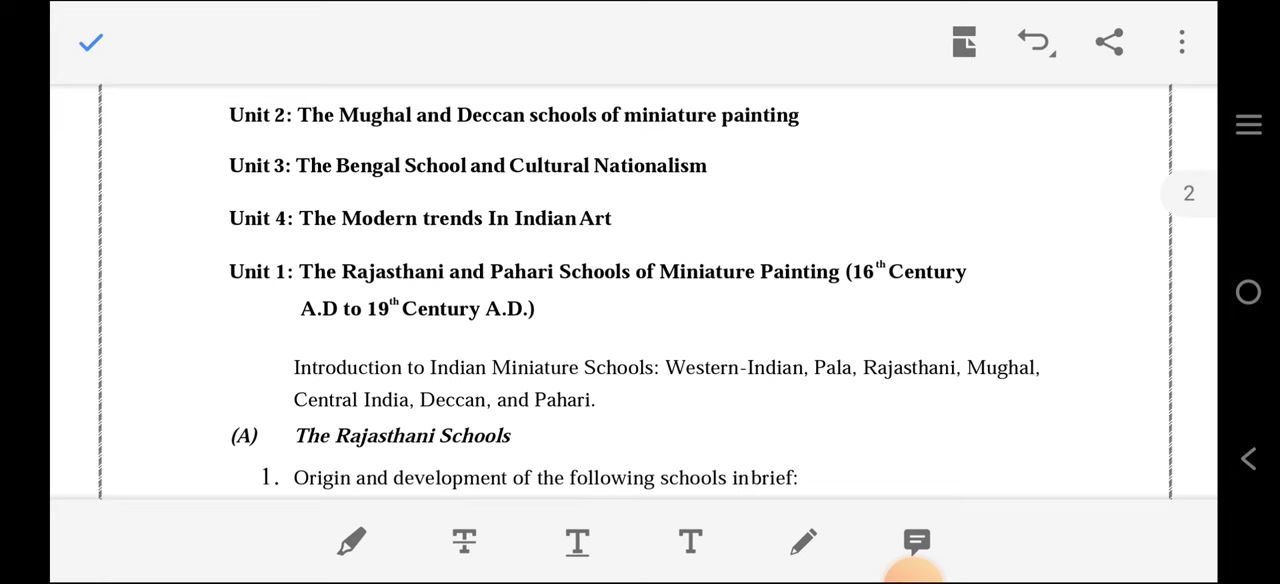 Unit 2: The Mughal and Deccan schools of miniature painting
2
Unit 3: The Bengal School and Cultural Nationalism
Unit 4: The Modern trends In Indian Art
Unit 1: The Rajasthani and Pahari Schools of Miniature Painting (16th Century
A.D to 19th Century A.D.)
Introduction to Indian Miniature Schools: Western-Indian, Pala, Rajasthani, Mughal,
Central India, Deccan, and Pahari.
(A) The Rajasthani Schools
1. Origin and development of the following schools in brief: